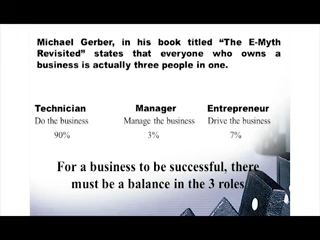 Michael Gerber, in his book titled “The E-Myth
Revisited” states that everyone who owns a
business is actually three people in one.
Technician Manager Entrepreneur
Do the business Manage the business Drive the business
90% 3% 7%
For a business to be successful, there
must be a balance in the 3 roles